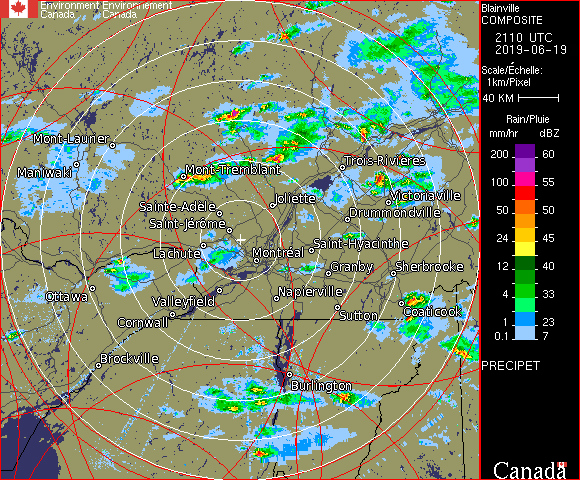 Environment Environnement
Canada Canada
Mont-Laurier
Maniwaki
Mont-Tremblant
Trois-Rivières
Sainte-Adèle
Joliette
Victoriaville
Saint-Jérôme
Drummondville
Lachute
Montréal
Saint-Hyacinthe
Granby
Sherbrooke
Ottawa
Valleyfield
Napierville
Cornwall
Sutton
Coaticook
Brockville
Burlington
Blainville
COMPOSITE
2110 UTC
2019-06-19
Scale/Échelle:
1km/Pixel
40 KM
Rain/Pluie
mm/hr dBZ
200 60
150 57
100 55
50 50
24 45
12 40
4 33
1 23
0.1 7
PRECIPET
Canada